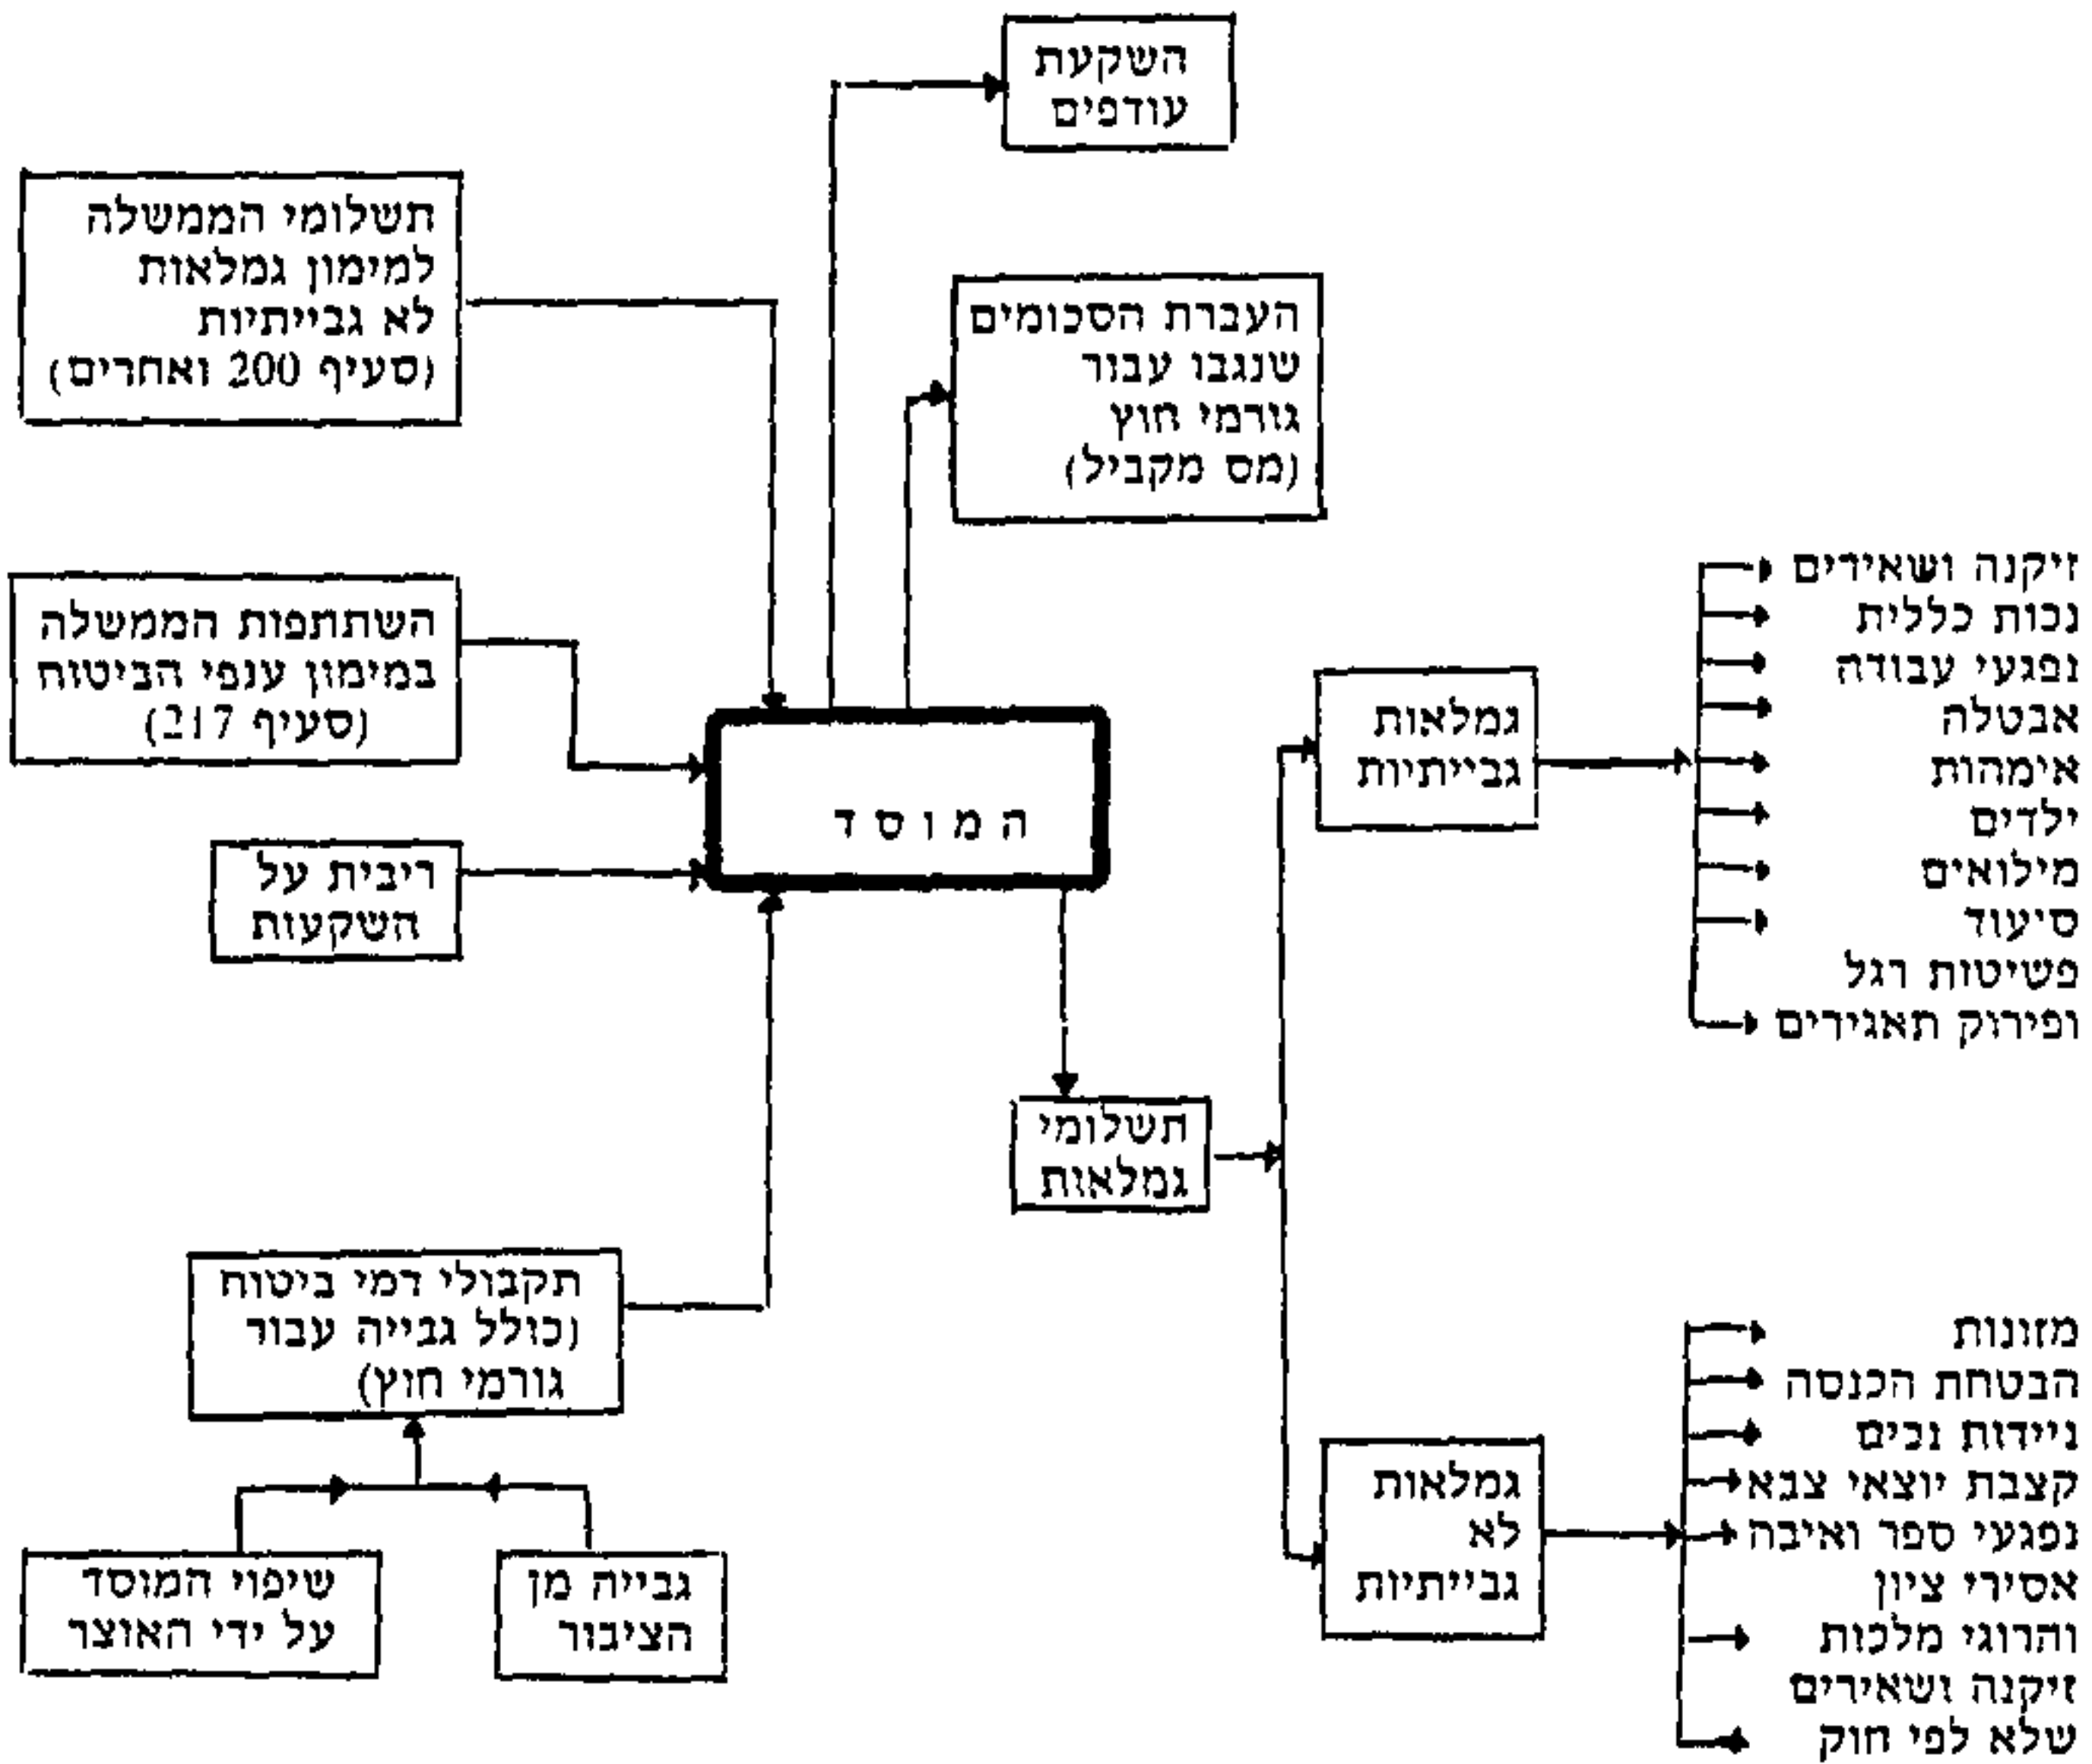 השקעת
עודפים
תשלומי הממשלה
למימון גמלאות
לא גבייתיות
(סעיף 200 ואחרים)
העברת הסכומים
שנגבו עבור
גורמי חוץ
(מס מקביל)
השתתפות הממשלה
במימון ענפי הביטוח
(סעיף 217)
ריבית על
השקעות
המוסד
גמלאות
גבייתיות
זיקנה ושאירים
נכות כללית
נפגעי עבודה
אבטלה
אימהות
ילדים
מילואים
סיעוד
פשיטות רגל
ופירוק תאגידים
תשלומי
גמלאות
תקבולי דמי ביטוח
(כולל גבייה עבור
גורמי חוץ)
גבייה מן
הציבור
שיפוי המוסד
על ידי האוצר
גמלאות
לא
גבייתיות
מזונות
הבטחת הכנסה
ניידות נכים
קצבת יוצאי צבא
נפגעי ספר ואיבה
אסירי ציון
והרוגי מלכות
זיקנה ושאירים
שלא לפי חוק